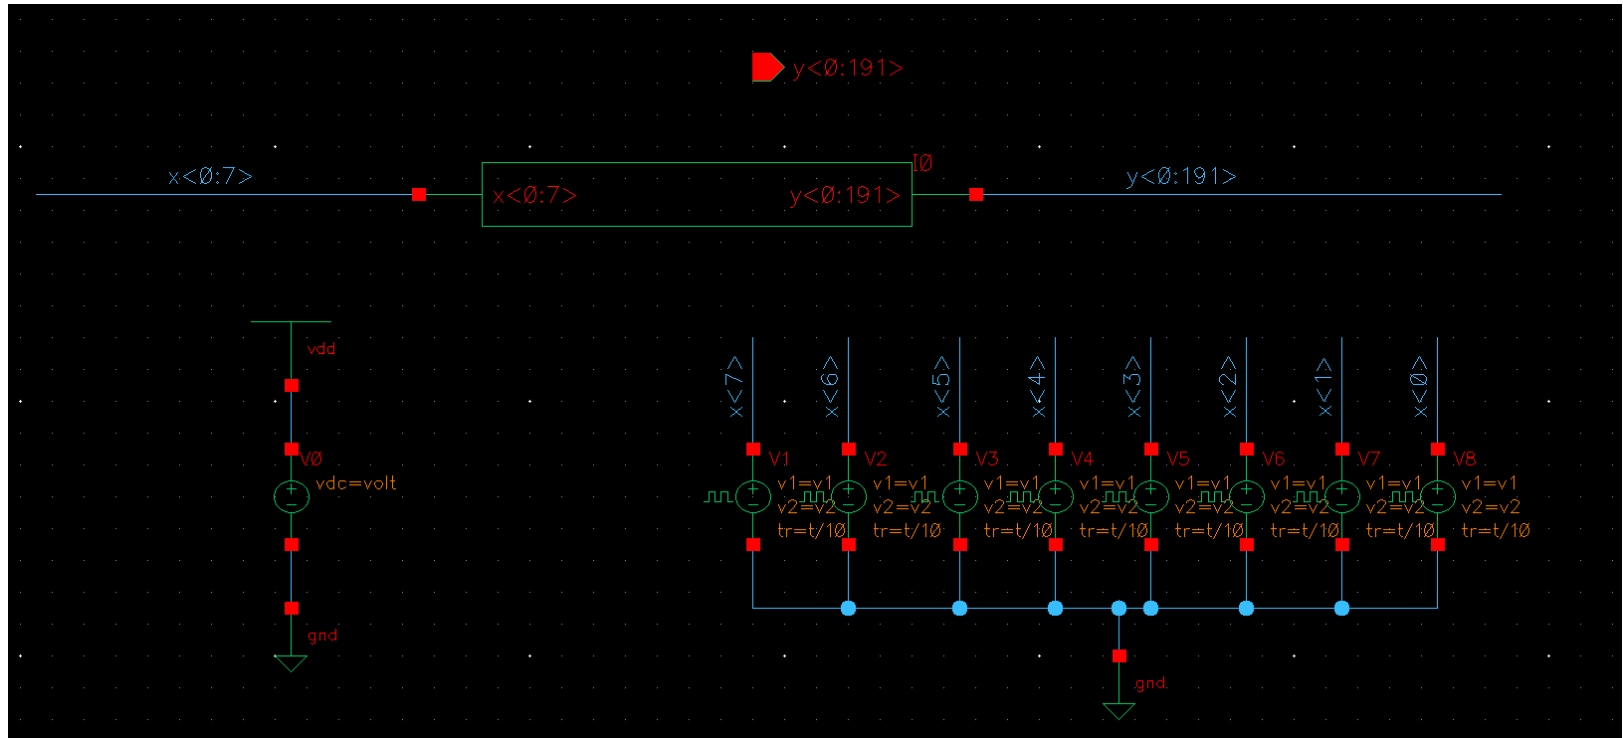 y<0:191>
I0
x<0:7>
x<0:7>
y<0:191>
y<0:191>
vdd
V0
vdc=volt
gnd
x<7>
x<6>
x<5>
x<4>
x<3>
x<2>
x<1>
x<0>
V1
V2
V3
V4
V5
V6
V7
V8
v1=v1
v1=v1
v1=v1
v1=v1
v1=v1
v1=v1
v1=v1
v1=v1
v2=v2
v2=v2
v2=v2
v2=v2
v2=v2
v2=v2
v2=v2
v2=v2
tr=t/10
tr=t/10
tr=t/10
tr=t/10
tr=t/10
tr=t/10
tr=t/10
tr=t/10
gnd